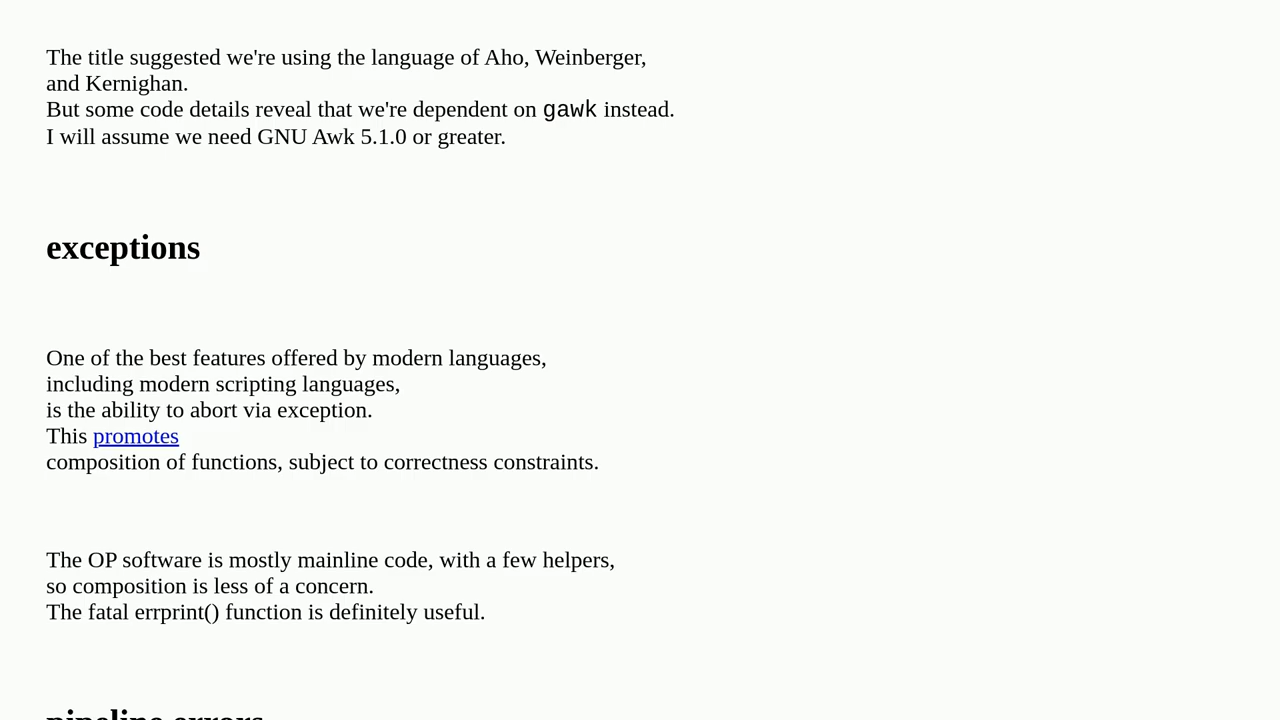 The title suggested we're using the language of Aho, Weinberger,
and Kernighan.
But some code details reveal that we're dependent on gawk instead.
I will assume we need GNU Awk 5.1.0 or greater.
exceptions
One of the best features offered by modern languages,
including modern scripting languages,
is the ability to abort via exception.
This promotes
composition of functions, subject to correctness constraints.
The OP software is mostly mainline code, with a few helpers,
so composition is less of a concern.
The fatal errprint() function is definitely useful.
pipeline errors